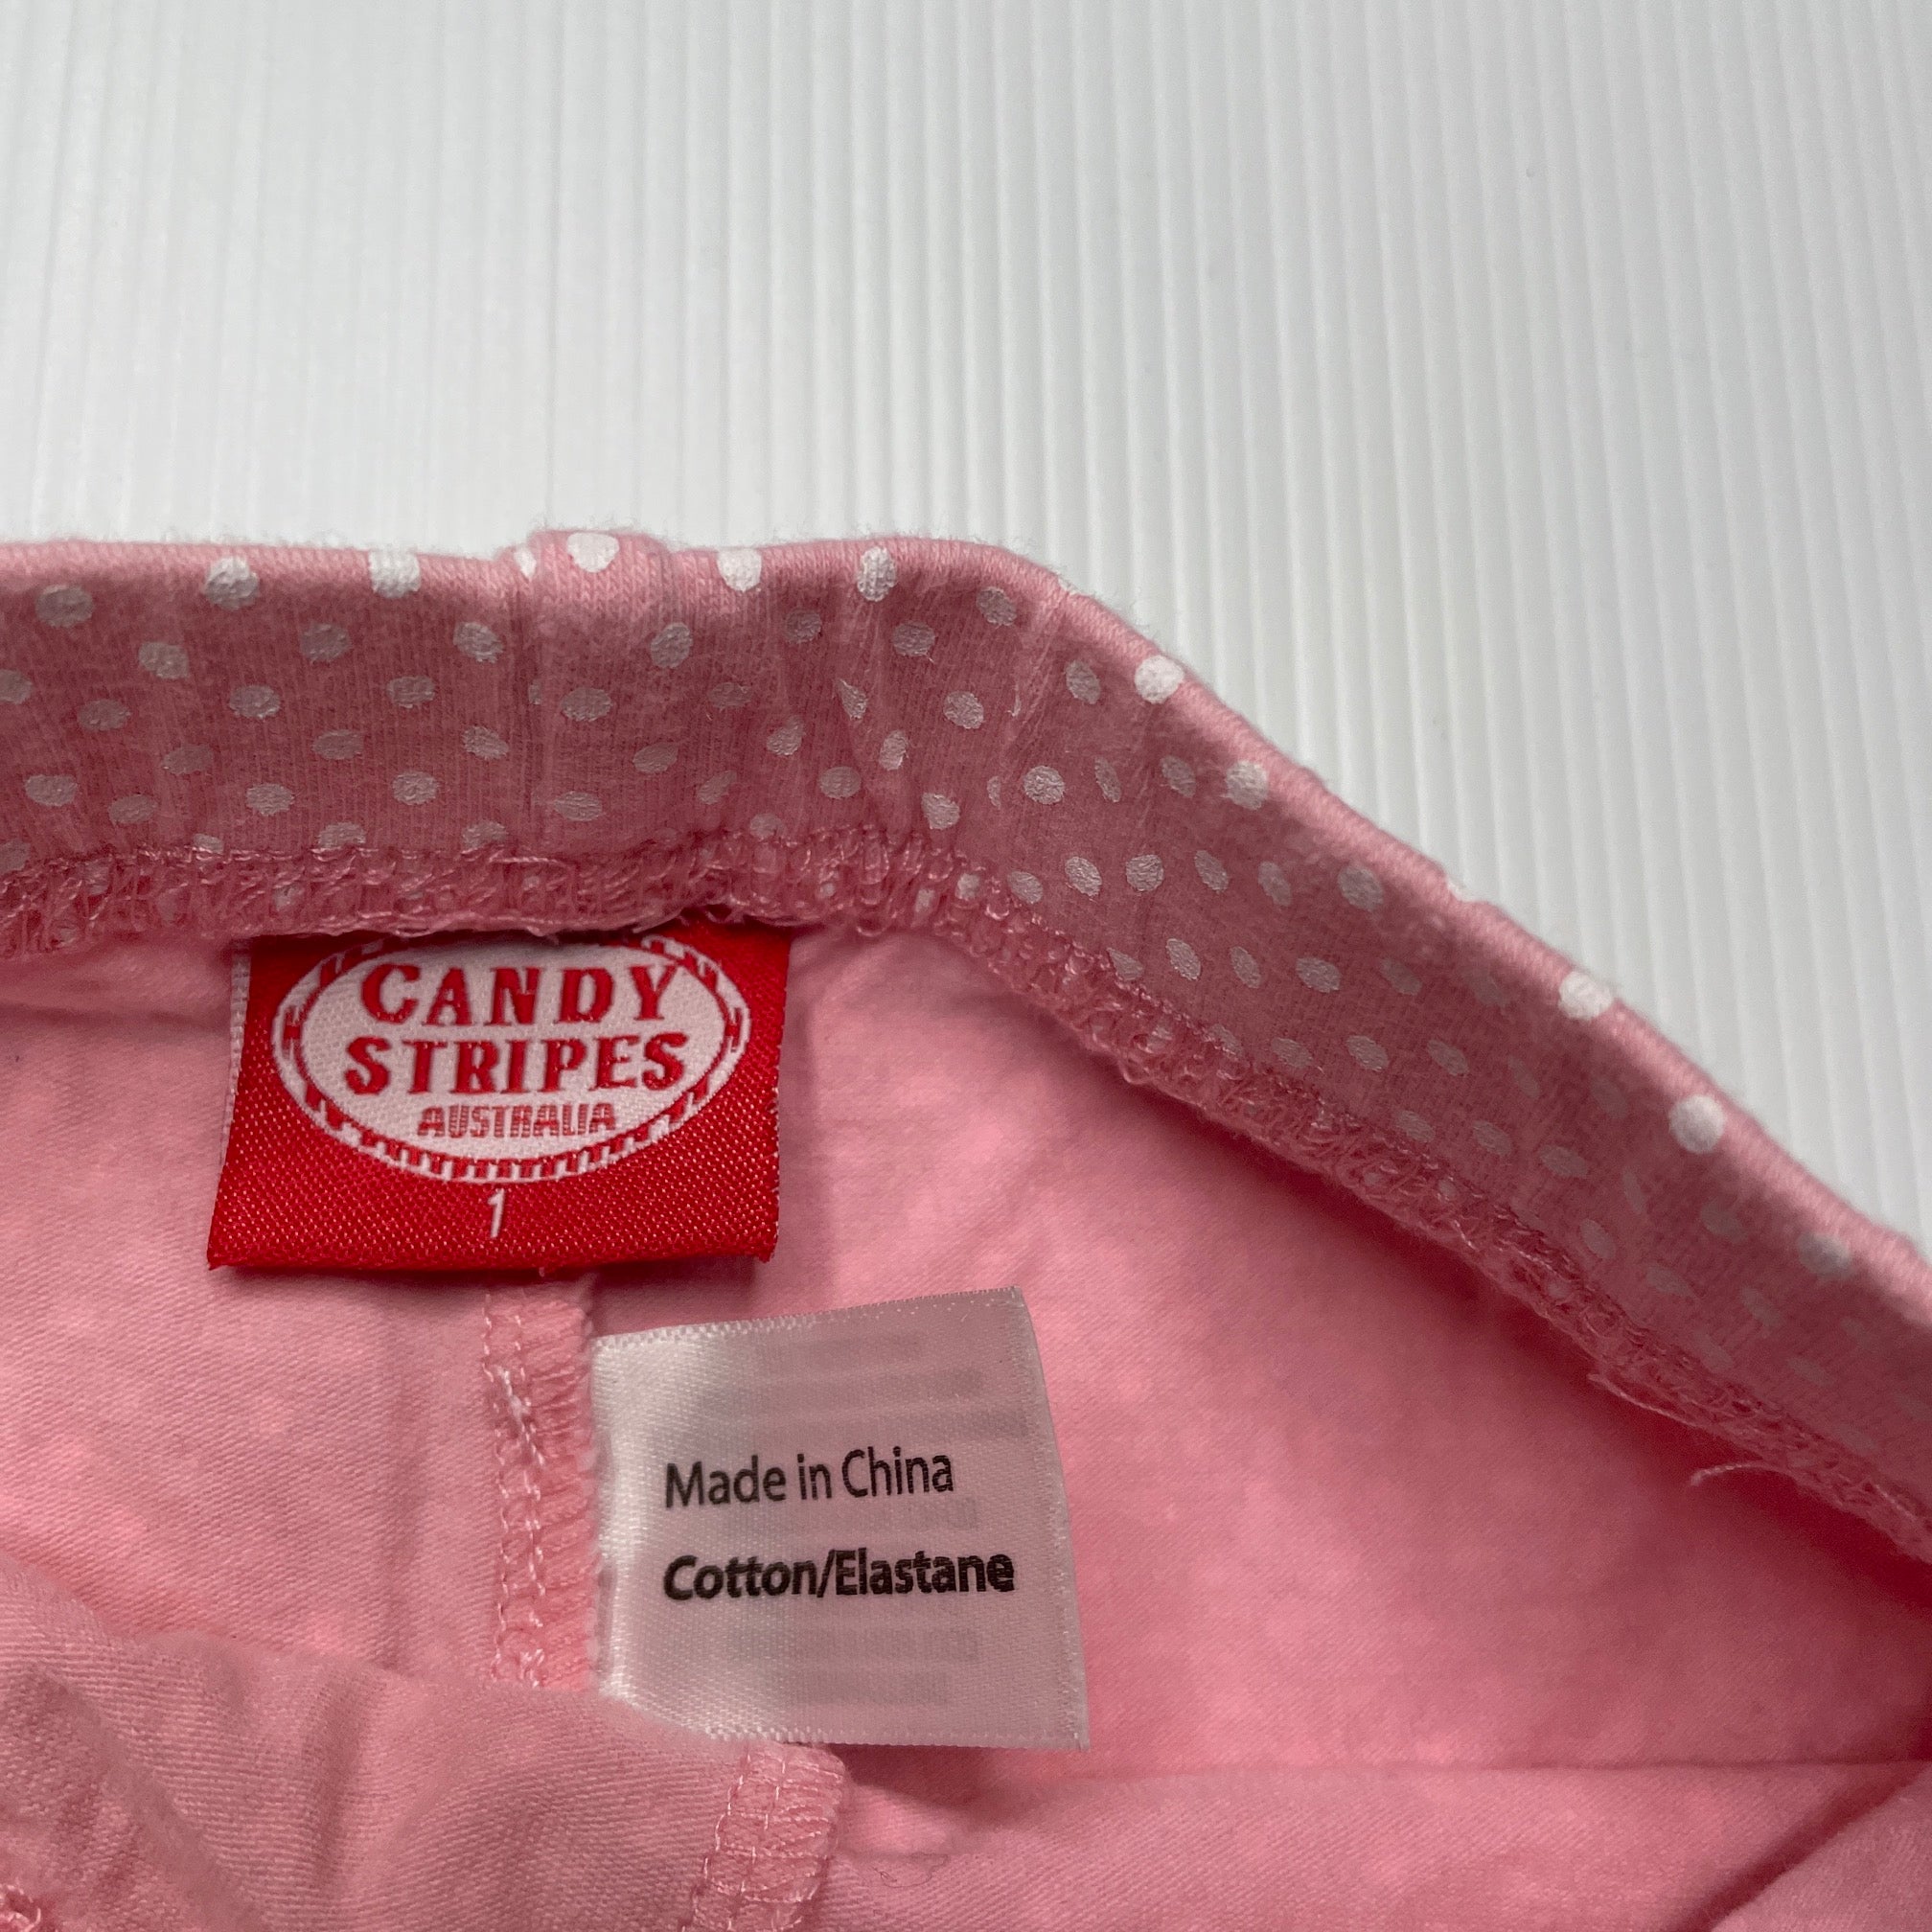 CANDY
STRIPES
AUSTRALIA
1
Made in China
Cotton/Elastane